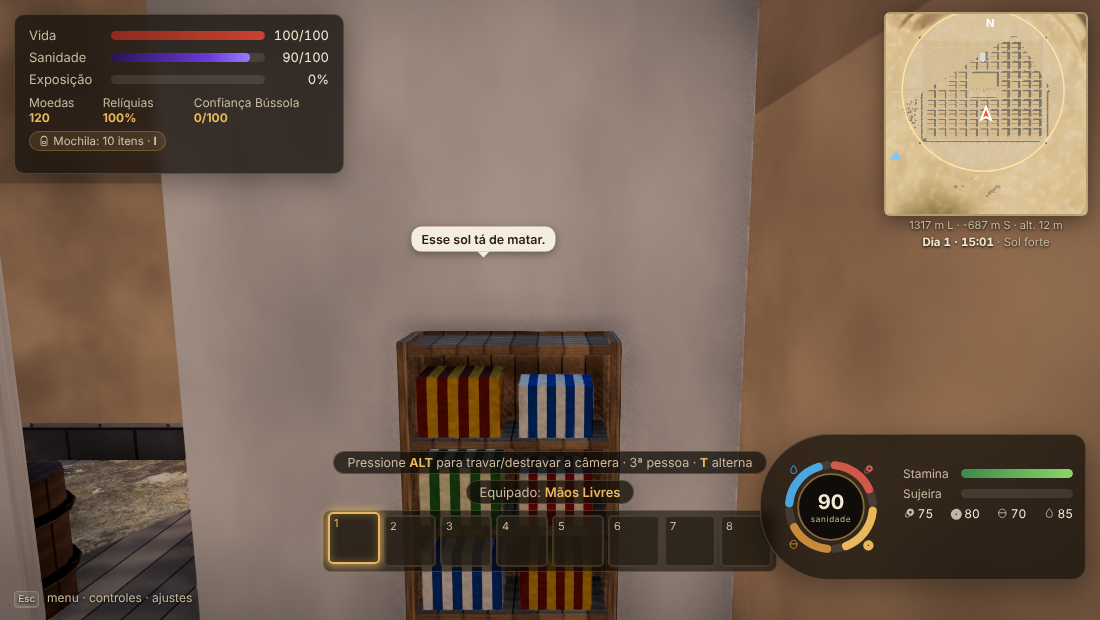 Vida 100/100
Sanidade 90/100
Exposição 0%
Moedas Relíquias Confiança Bússola
120 100% 0/100
Mochila: 10 itens · I
N
1317 m L · -687 m S · alt. 12 m
Dia 1 · 15:01 · Sol forte
Esse sol tá de matar.
Pressione ALT para travar/destravar a câmera · 3ª pessoa · T alterna
Equipado: Mãos Livres
1 2 3 4 5 6 7 8
90
sanidade
Stamina
Sujeira
75 80 70 85
Esc menu · controles · ajustes